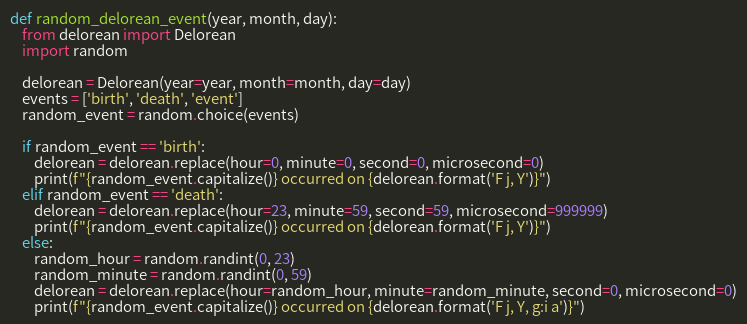 def random_delorean_event(year, month, day):
    from delorean import Delorean
    import random

    delorean = Delorean(year=year, month=month, day=day)
    events = ['birth', 'death', 'event']
    random_event = random.choice(events)

    if random_event == 'birth':
        delorean = delorean.replace(hour=0, minute=0, second=0, microsecond=0)
        print(f"{random_event.capitalize()} occurred on {delorean.format('F j, Y')}")
    elif random_event == 'death':
        delorean = delorean.replace(hour=23, minute=59, second=59, microsecond=999999)
        print(f"{random_event.capitalize()} occurred on {delorean.format('F j, Y')}")
    else:
        random_hour = random.randint(0, 23)
        random_minute = random.randint(0, 59)
        delorean = delorean.replace(hour=random_hour, minute=random_minute, second=0, microsecond=0)
        print(f"{random_event.capitalize()} occurred on {delorean.format('F j, Y, g:i a')}")